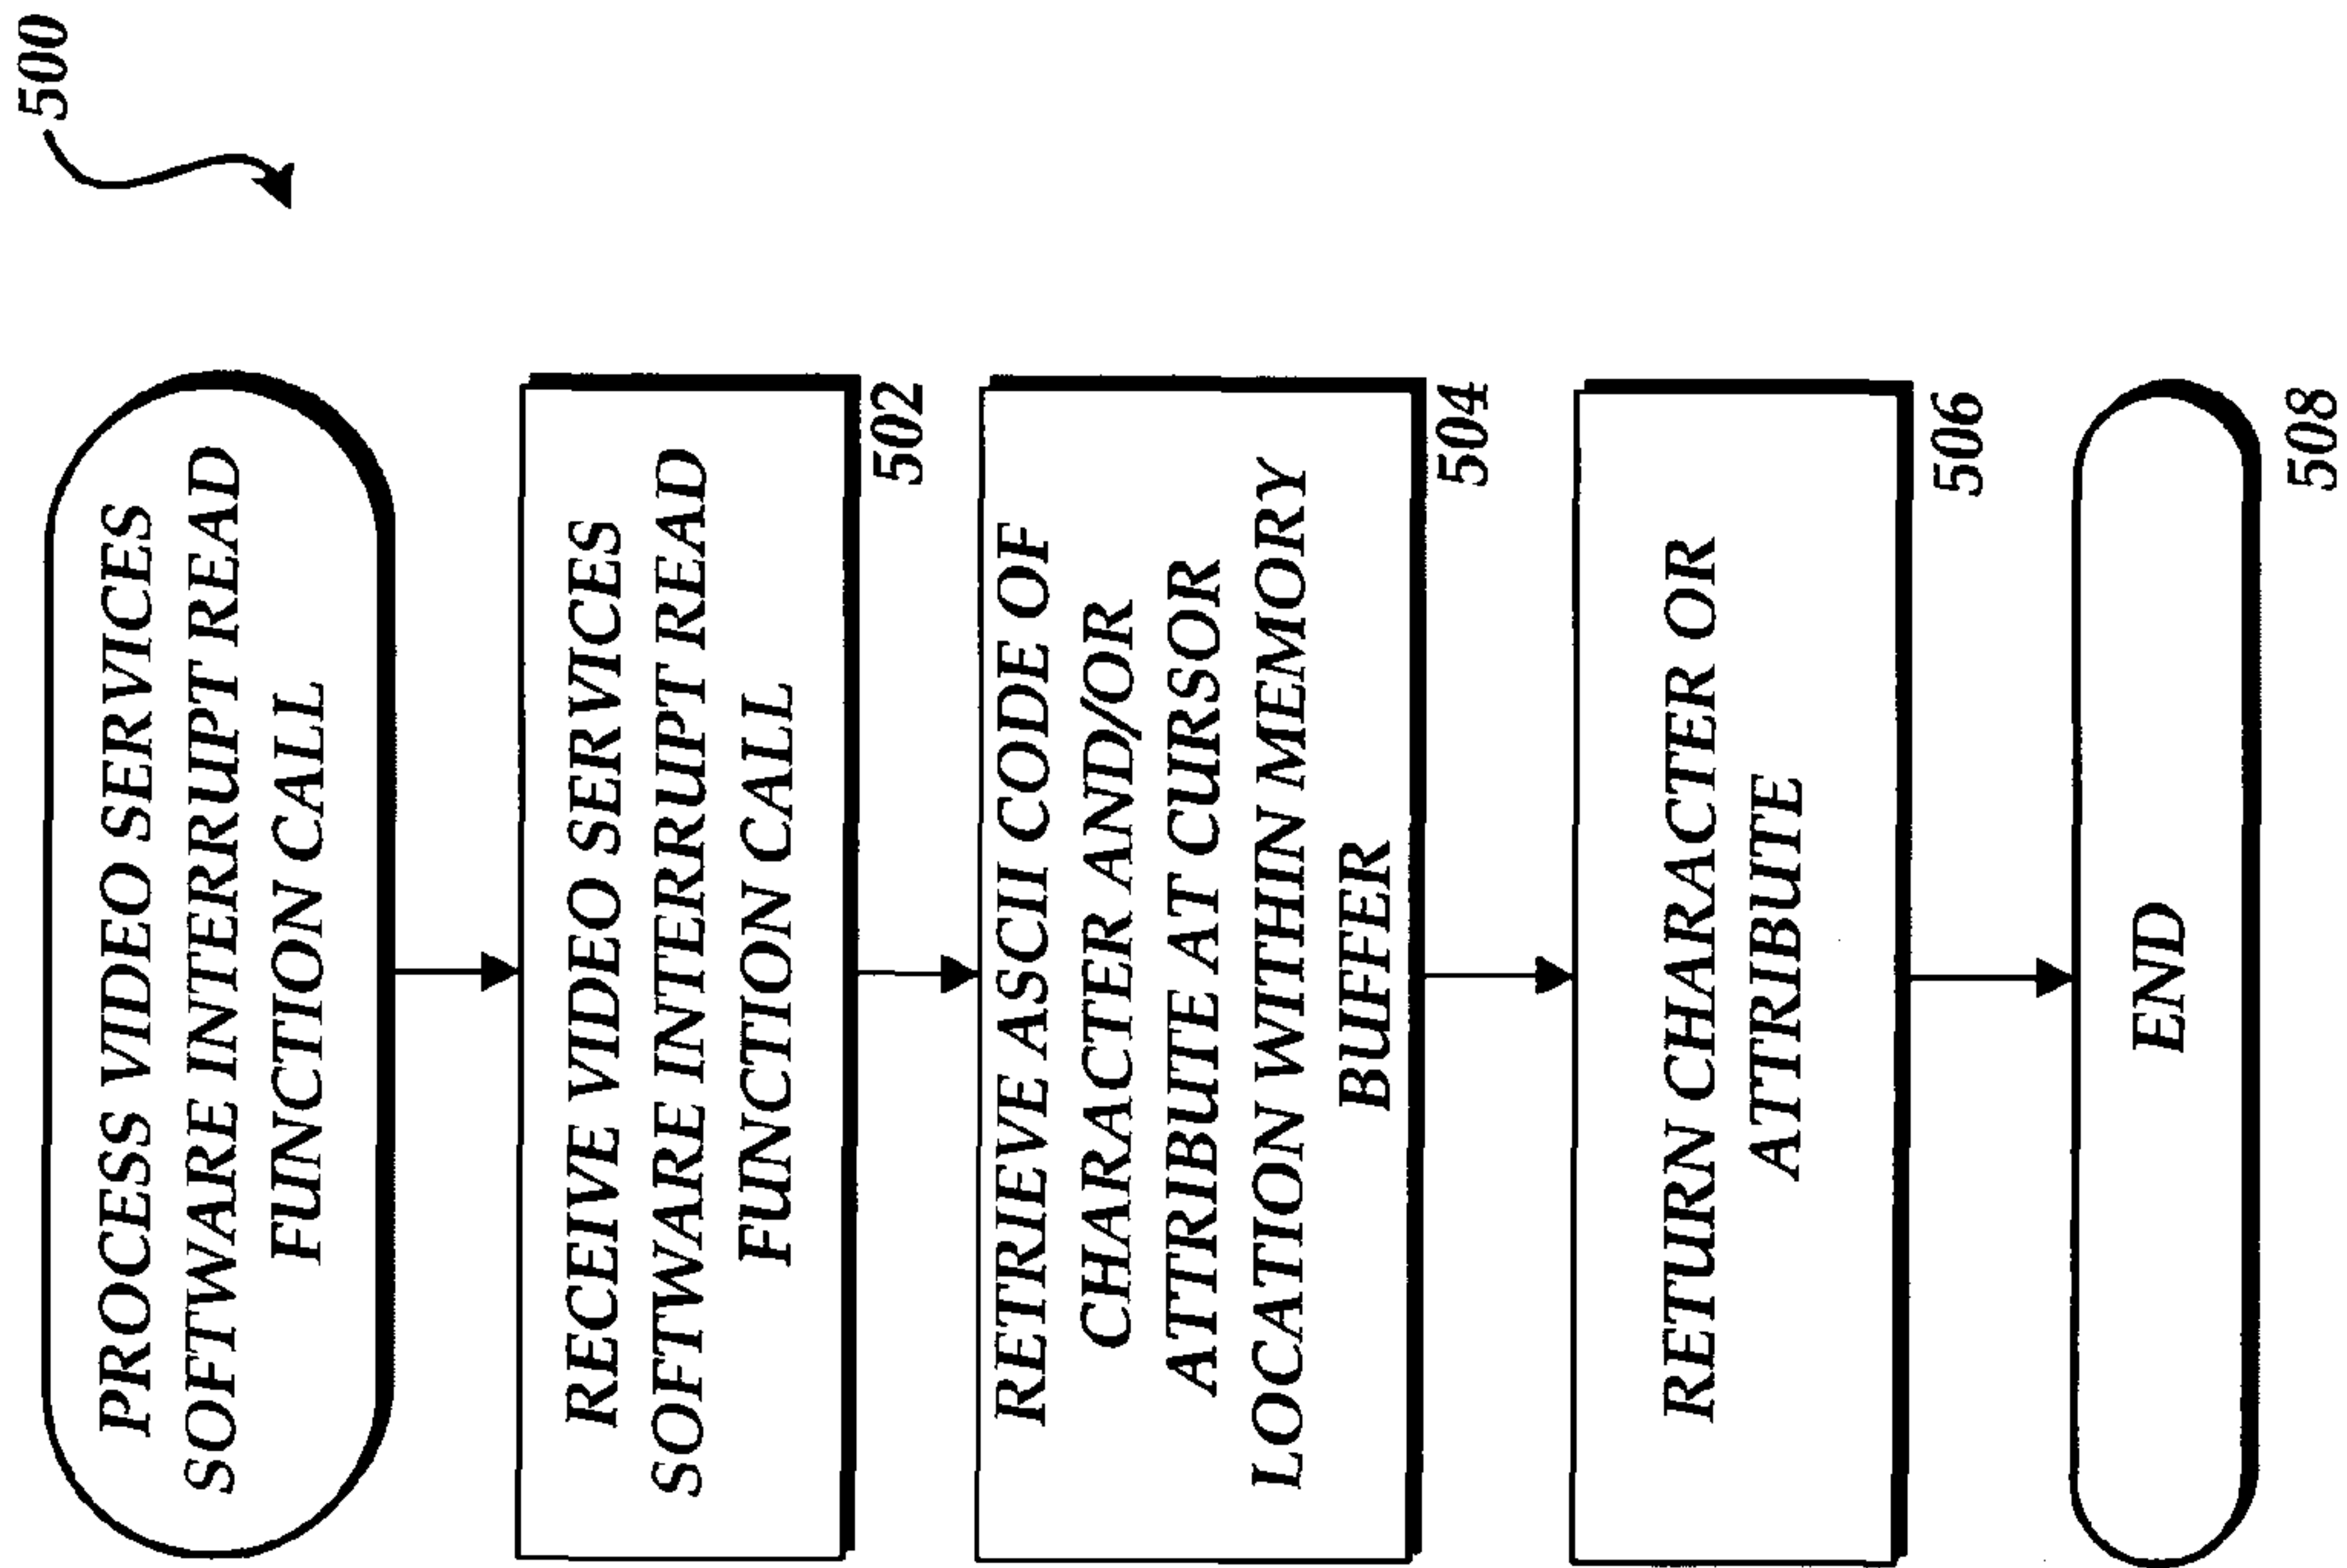 500
PROCESS VIDEO SERVICES
SOFTWARE INTERRUPT READ
FUNCTION CALL
RECEIVE VIDEO SERVICES
SOFTWARE INTERRUPT READ
FUNCTION CALL
502
RETRIEVE ASCII CODE OF
CHARACTER AND/OR
ATTRIBUTE AT CURSOR
LOCATION WITHIN MEMORY
BUFFER
504
RETURN CHARACTER OR
ATTRIBUTE
506
END
508